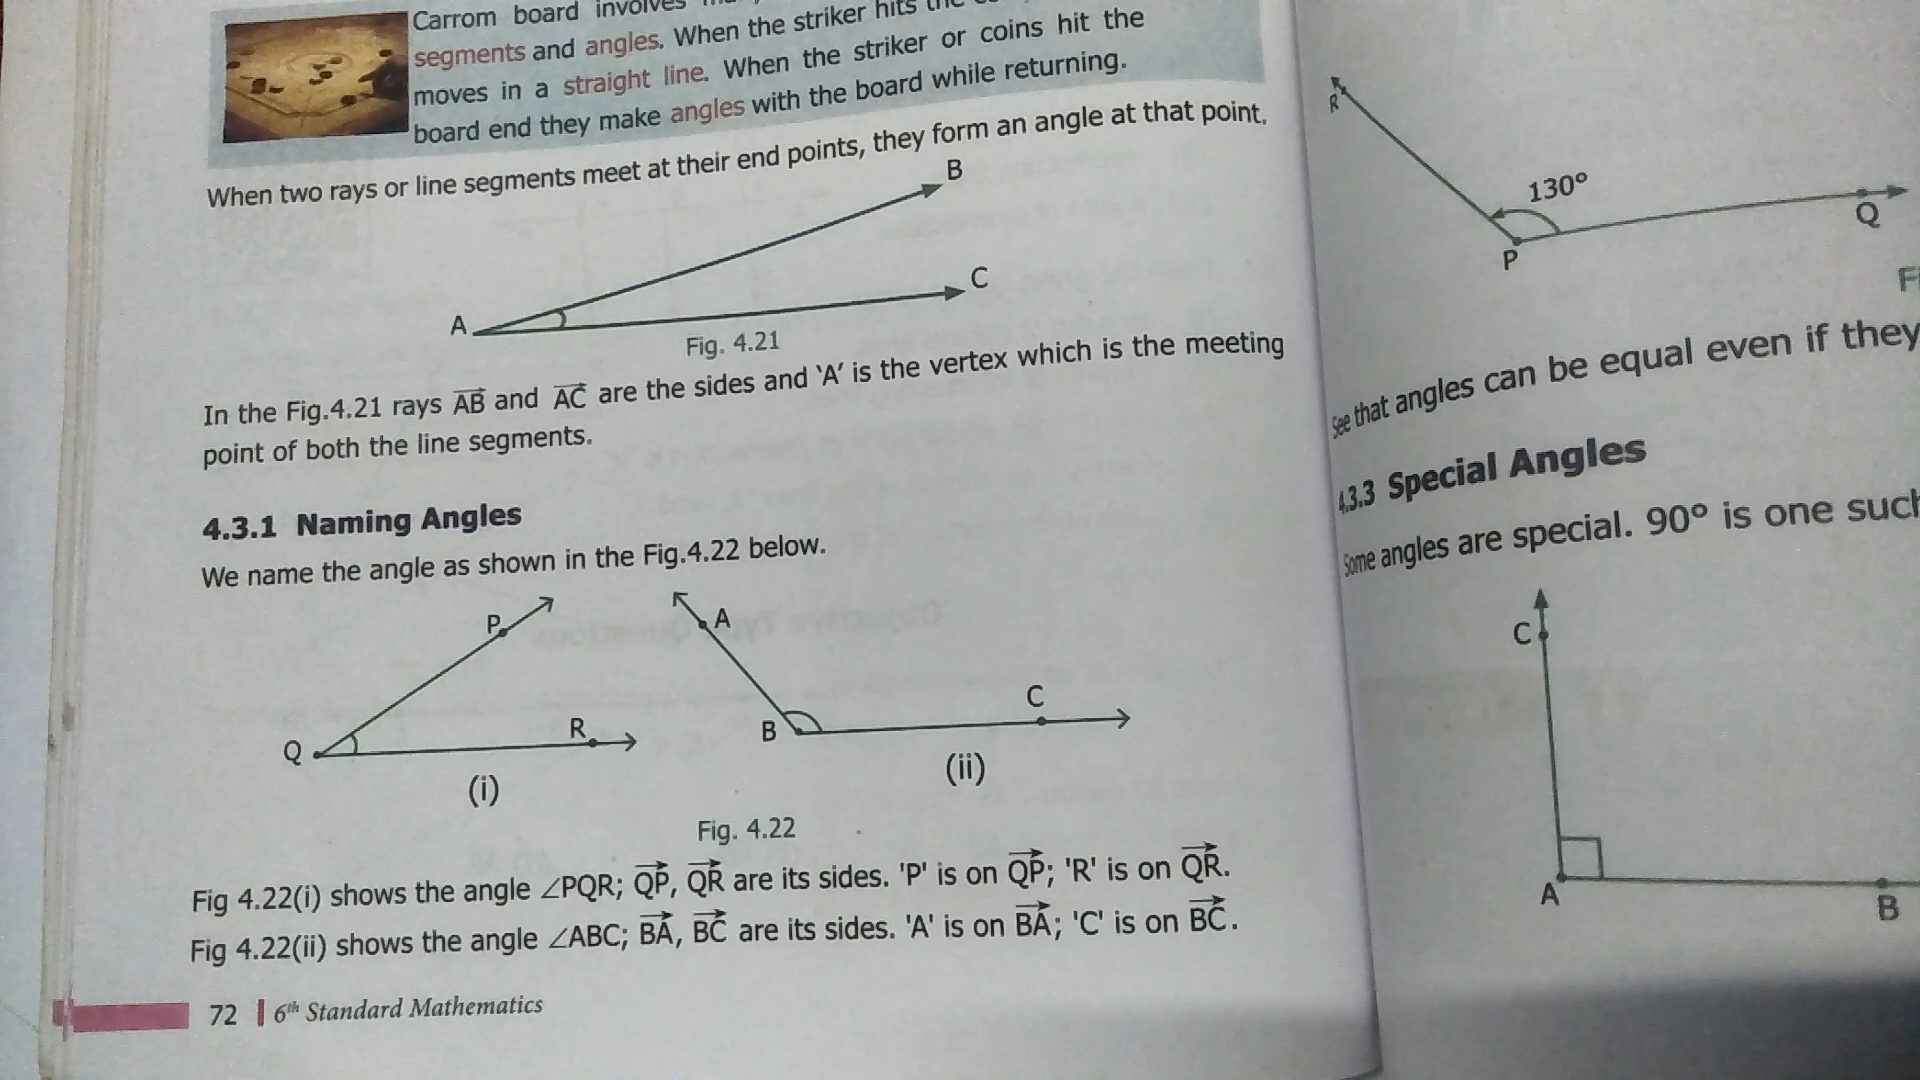 Carrom board involves
segments and angles. When the striker hits the
moves in a straight line. When the striker or coins hit the
board end they make angles with the board while returning.
When two rays or line segments meet at their end points, they form an angle at that point.
B
C
A
Fig. 4.21
In the Fig.4.21 rays AB and AC are the sides and ‘A’ is the vertex which is the meeting
point of both the line segments.
4.3.1 Naming Angles
We name the angle as shown in the Fig.4.22 below.
P
A
C
R
B
Q
(i)
(ii)
Fig. 4.22
Fig 4.22(i) shows the angle ∠PQR; QP, QR are its sides. 'P' is on QP; 'R' is on QR.
Fig 4.22(ii) shows the angle ∠ABC; BA, BC are its sides. 'A' is on BA; 'C' is on BC.
72 | 6th Standard Mathematics
R
130°
Q
P
See that angles can be equal even if they
4.3.3 Special Angles
Some angles are special. 90° is one such
C
A
B